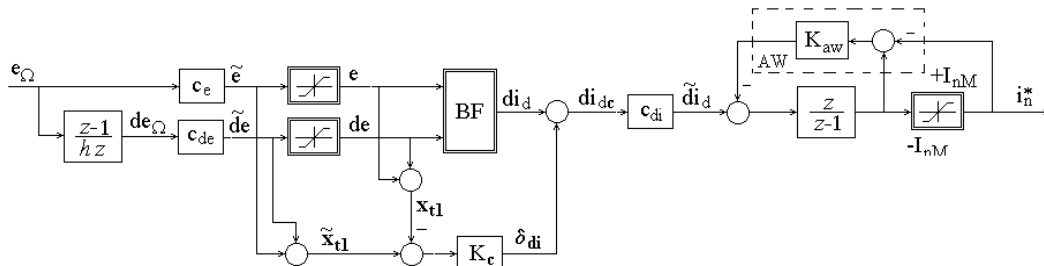 e_Ω
c_e
ẽ
e
z-1
h z
de_Ω
c_de
d̃e
de
BF
di_d
di_dc
c_di
d̃i_d
z
z-1
K_aw
AW
+I_nM
-I_nM
i_n*
x_t1
x̃_t1
K_c
δ_di
−
−
−
−